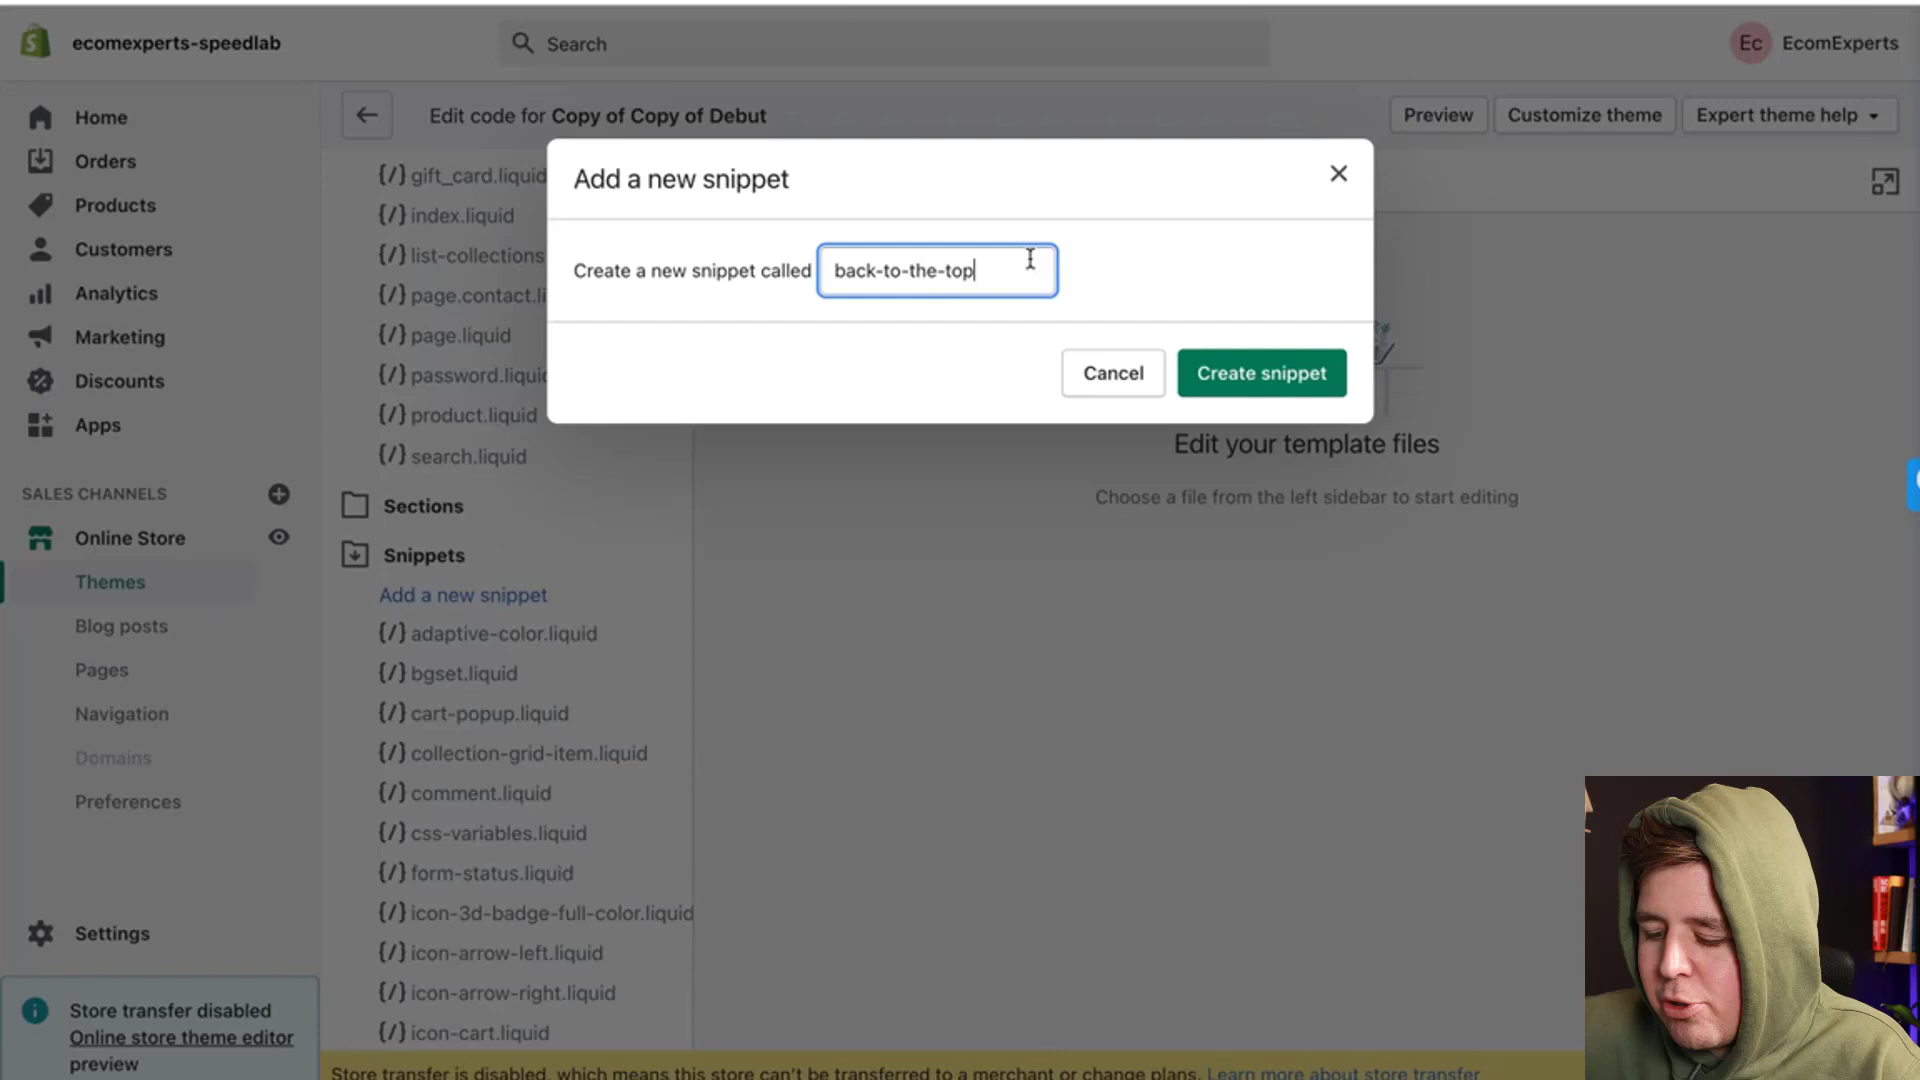 ecomexperts-speedlab
Search
Ec EcomExperts
Home
Orders
Products
Customers
Analytics
Marketing
Discounts
Apps
SALES CHANNELS
Online Store
Themes
Blog posts
Pages
Navigation
Domains
Preferences
Settings
Store transfer disabled
Online store theme editor
preview
Edit code for Copy of Copy of Debut
Preview
Customize theme
Expert theme help
{/} gift_card.liquid
{/} index.liquid
{/} list-collections
{/} page.contact.li
{/} page.liquid
{/} password.liquid
{/} product.liquid
{/} search.liquid
Sections
Snippets
Add a new snippet
{/} adaptive-color.liquid
{/} bgset.liquid
{/} cart-popup.liquid
{/} collection-grid-item.liquid
{/} comment.liquid
{/} css-variables.liquid
{/} form-status.liquid
{/} icon-3d-badge-full-color.liquid
{/} icon-arrow-left.liquid
{/} icon-arrow-right.liquid
{/} icon-cart.liquid
Add a new snippet
Create a new snippet called back-to-the-top
Cancel
Create snippet
Edit your template files
Choose a file from the left sidebar to start editing
Store transfer is disabled, which means this store can't be transferred to a merchant or change plans. Learn more about store transfer